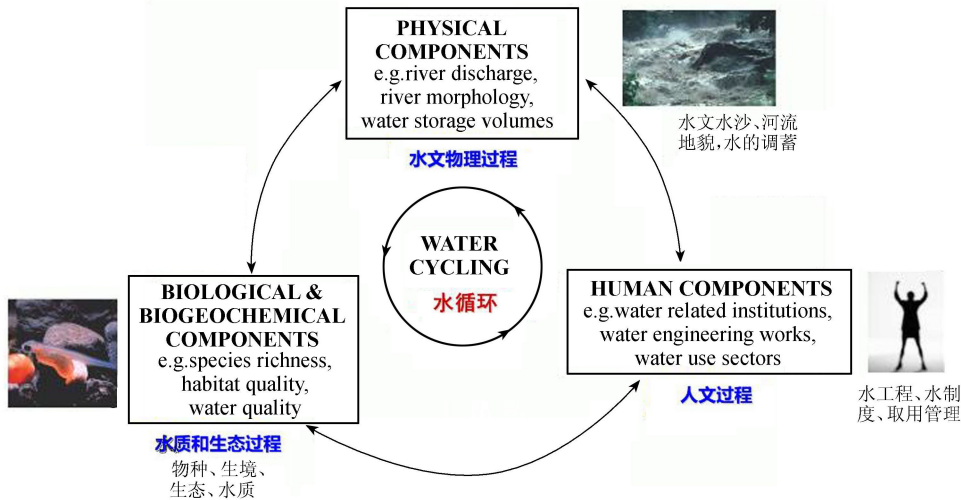 PHYSICAL
COMPONENTS
e.g.river discharge,
river morphology,
water storage volumes
水文物理过程
水文水沙、河流
地貌,水的调蓄
WATER
CYCLING
水循环
BIOLOGICAL &
BIOGEOCHEMICAL
COMPONENTS
e.g.species richness,
habitat quality,
water quality
水质和生态过程
物种、生境、
生态、水质
HUMAN COMPONENTS
e.g.water related institutions,
water engineering works,
water use sectors
人文过程
水工程、水制
度、取用管理